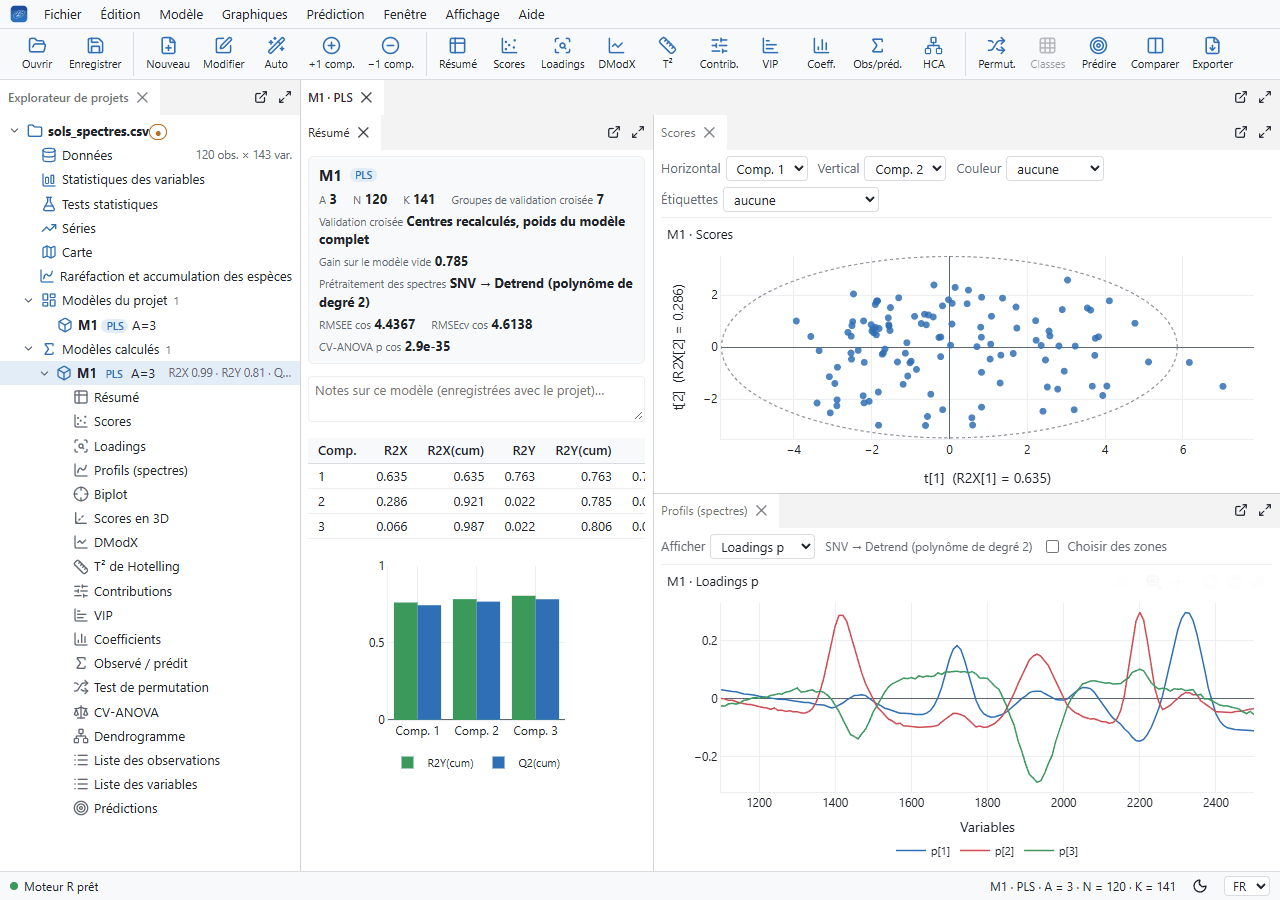 Fichier Édition Modèle Graphiques Prédiction Fenêtre Affichage Aide
Ouvrir Enregistrer Nouveau Modifier Auto +1 comp. −1 comp. Résumé Scores Loadings DModX T² Contrib. VIP Coeff. Obs/préd. HCA Permut. Classes Prédire Comparer Exporter
Explorateur de projets
sols_spectres.csv
Données 120 obs. × 143 var.
Statistiques des variables
Tests statistiques
Séries
Carte
Raréfaction et accumulation des espèces
Modèles du projet 1
M1 PLS A=3
Modèles calculés 1
M1 PLS A=3 R2X 0.99 · R2Y 0.81 · Q...
Résumé
Scores
Loadings
Profils (spectres)
Biplot
Scores en 3D
DModX
T² de Hotelling
Contributions
VIP
Coefficients
Observé / prédit
Test de permutation
CV-ANOVA
Dendrogramme
Liste des observations
Liste des variables
Prédictions
M1 · PLS
Résumé
M1 PLS
A 3 N 120 K 141 Groupes de validation croisée 7
Validation croisée Centres recalculés, poids du modèle
complet
Gain sur le modèle vide 0.785
Prétraitement des spectres SNV → Detrend (polynôme de
degré 2)
RMSEE cos 4.4367 RMSEcv cos 4.6138
CV-ANOVA p cos 2.9e-35
Notes sur ce modèle (enregistrées avec le projet)...
Comp. R2X R2X(cum) R2Y R2Y(cum)
1 0.635 0.635 0.763 0.763
2 0.286 0.921 0.022 0.785
3 0.066 0.987 0.022 0.806
1
0.5
0
Comp. 1 Comp. 2 Comp. 3
R2Y(cum) Q2(cum)
Scores
Horizontal Comp. 1 Vertical Comp. 2 Couleur aucune
Étiquettes aucune
M1 · Scores
t[2] (R2X[2] = 0.286)
2
0
−2
−4 −2 0 2 4 6
t[1] (R2X[1] = 0.635)
Profils (spectres)
Afficher Loadings p SNV → Detrend (polynôme de degré 2) Choisir des zones
M1 · Loadings p
0.2
0
−0.2
1200 1400 1600 1800 2000 2200 2400
Variables
p[1] p[2] p[3]
Moteur R prêt
M1 · PLS · A = 3 · N = 120 · K = 141 FR